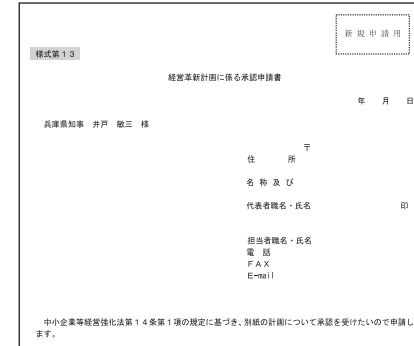 新規申請用
様式第13
経営革新計画に係る承認申請書
年 月 日
兵庫県知事 井戸 敏三 様
〒
住 所
名 称 及 び
代表者職名・氏名 印
担当者職名・氏名
電 話
FAX
E-mail
中小企業等経営強化法第14条第1項の規定に基づき、別紙の計画について承認を受けたいので申請し
ます。